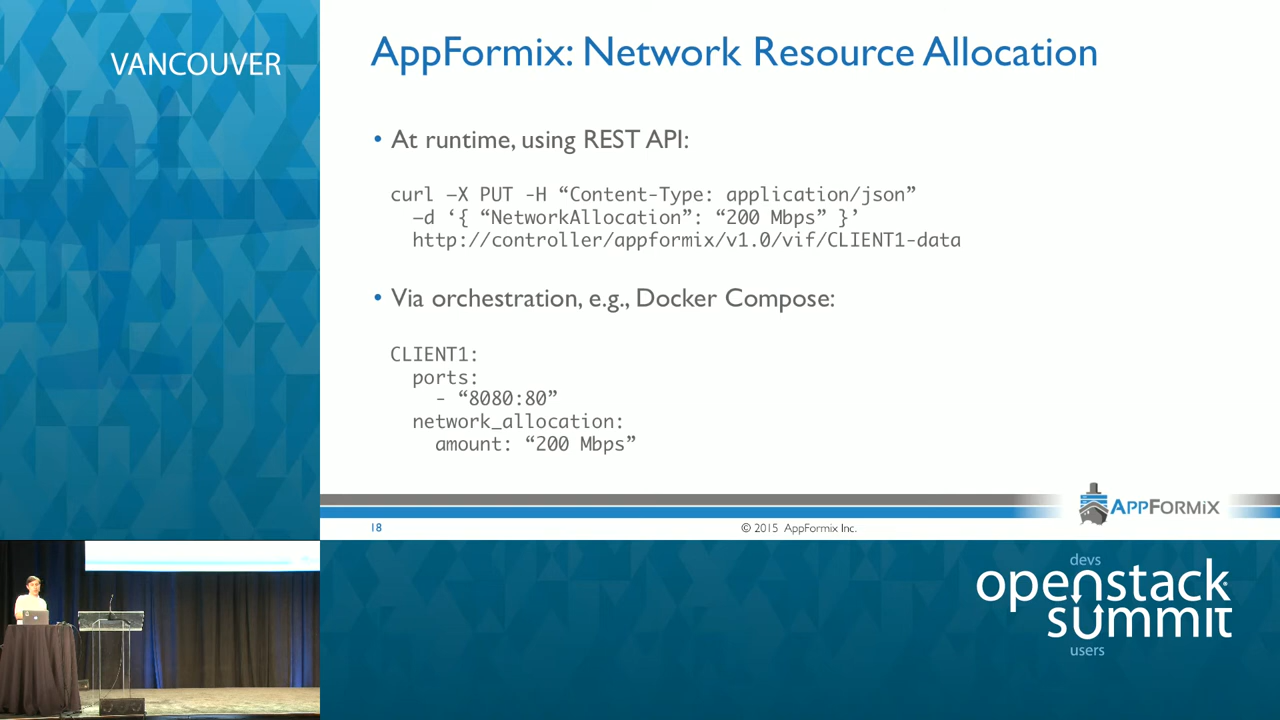 VANCOUVER
AppFormix: Network Resource Allocation
• At runtime, using REST API:
curl –X PUT -H “Content-Type: application/json”
–d ‘{ “NetworkAllocation”: “200 Mbps” }’
http://controller/appformix/v1.0/vif/CLIENT1-data
• Via orchestration, e.g., Docker Compose:
CLIENT1:
ports:
- “8080:80”
network_allocation:
amount: “200 Mbps”
APPFORMIX
18
© 2015 AppFormix Inc.
devs
openstack
summit
users